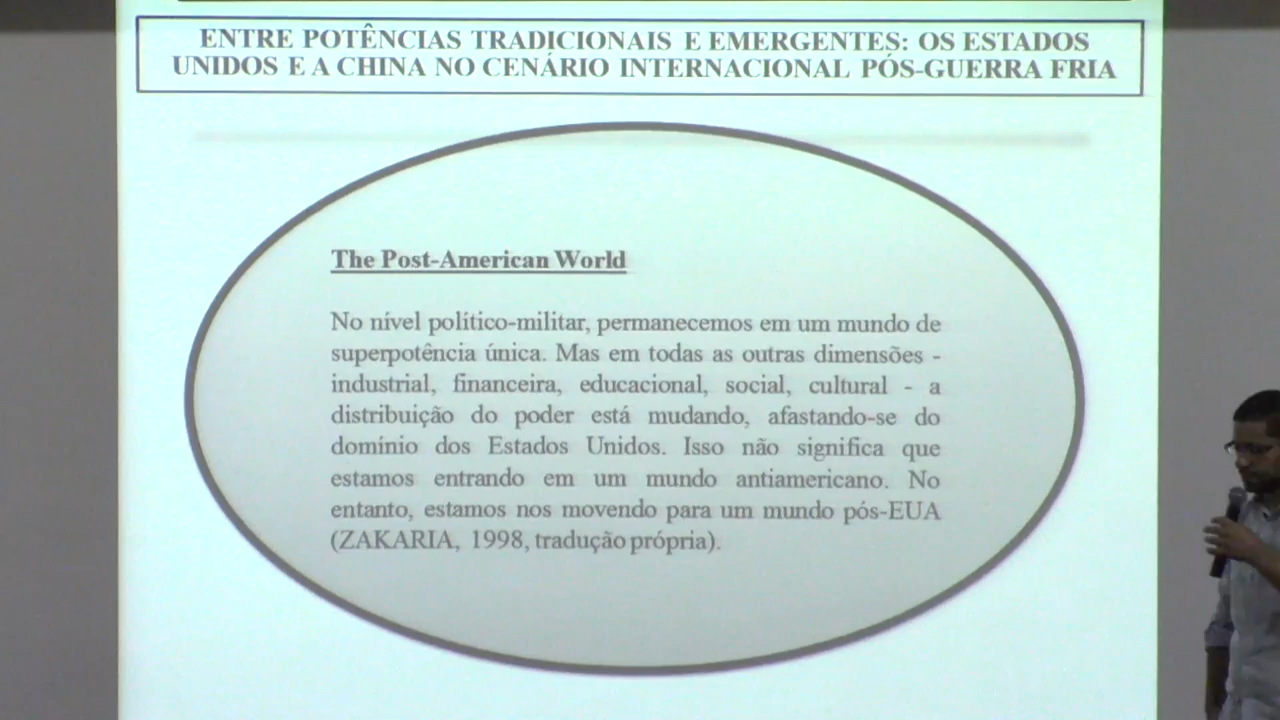 ENTRE POTÊNCIAS TRADICIONAIS E EMERGENTES: OS ESTADOS
UNIDOS E A CHINA NO CENÁRIO INTERNACIONAL PÓS-GUERRA FRIA
The Post-American World
No nível político-militar, permanecemos em um mundo de
superpotência única. Mas em todas as outras dimensões -
industrial, financeira, educacional, social, cultural - a
distribuição do poder está mudando, afastando-se do
domínio dos Estados Unidos. Isso não significa que
estamos entrando em um mundo antiamericano. No
entanto, estamos nos movendo para um mundo pós-EUA
(ZAKARIA, 1998, tradução própria).